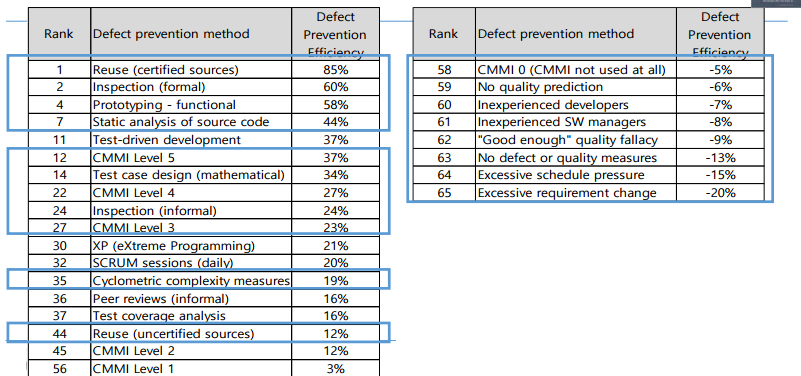 Rank Defect prevention method Defect Prevention Efficiency
1 Reuse (certified sources) 85%
2 Inspection (formal) 60%
4 Prototyping - functional 58%
7 Static analysis of source code 44%
11 Test-driven development 37%
12 CMMI Level 5 37%
14 Test case design (mathematical) 34%
22 CMMI Level 4 27%
24 Inspection (informal) 24%
27 CMMI Level 3 23%
30 XP (eXtreme Programming) 21%
32 SCRUM sessions (daily) 20%
35 Cyclometric complexity measures 19%
36 Peer reviews (informal) 16%
37 Test coverage analysis 16%
44 Reuse (uncertified sources) 12%
45 CMMI Level 2 12%
56 CMMI Level 1 3%
Rank Defect prevention method Defect Prevention Efficiency
58 CMMI 0 (CMMI not used at all) -5%
59 No quality prediction -6%
60 Inexperienced developers -7%
61 Inexperienced SW managers -8%
62 "Good enough" quality fallacy -9%
63 No defect or quality measures -13%
64 Excessive schedule pressure -15%
65 Excessive requirement change -20%